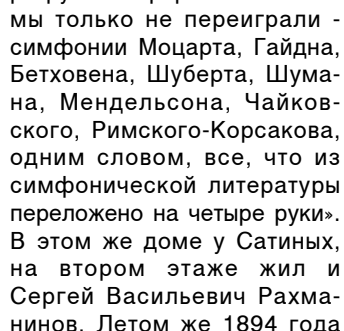 мы только не переиграли -
симфонии Моцарта, Гайдна,
Бетховена, Шуберта, Шума-
на, Мендельсона, Чайков-
ского, Римского-Корсакова,
одним словом, все, что из
симфонической литературы
переложено на четыре руки».
В этом же доме у Сатиных,
на втором этаже жил и
Сергей Васильевич Рахма-
нинов. Летом же 1894 года